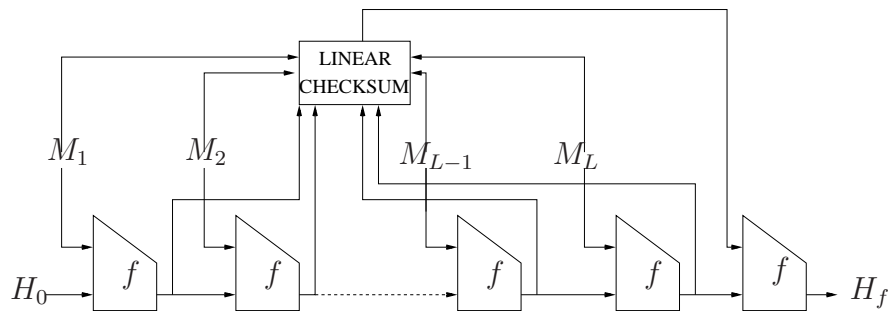 LINEAR
CHECKSUM
M_1 M_2 M_{L-1} M_L
f f f f f
H_0 H_f